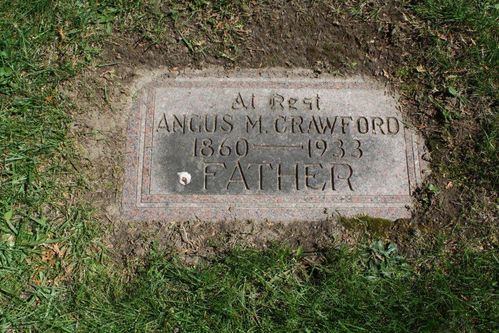 At Rest
ANGUS M. CRAWFORD
1860—1933
FATHER